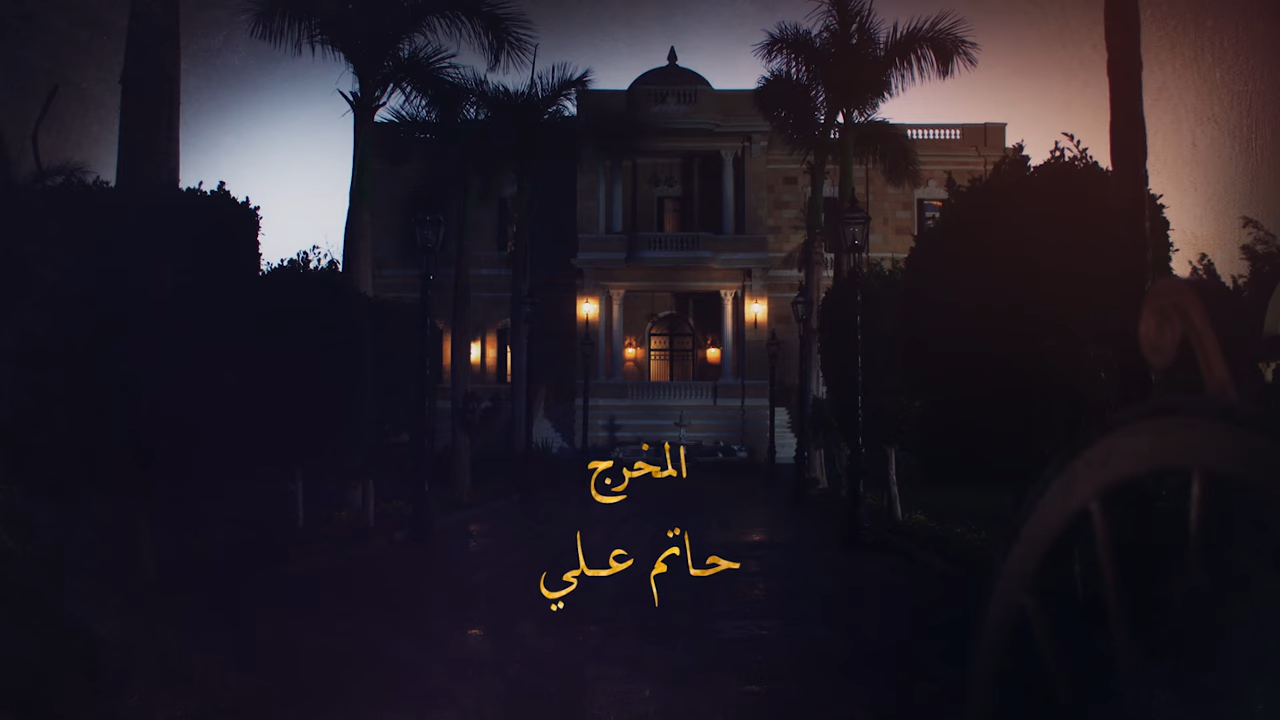 المخرج
حاتم علي